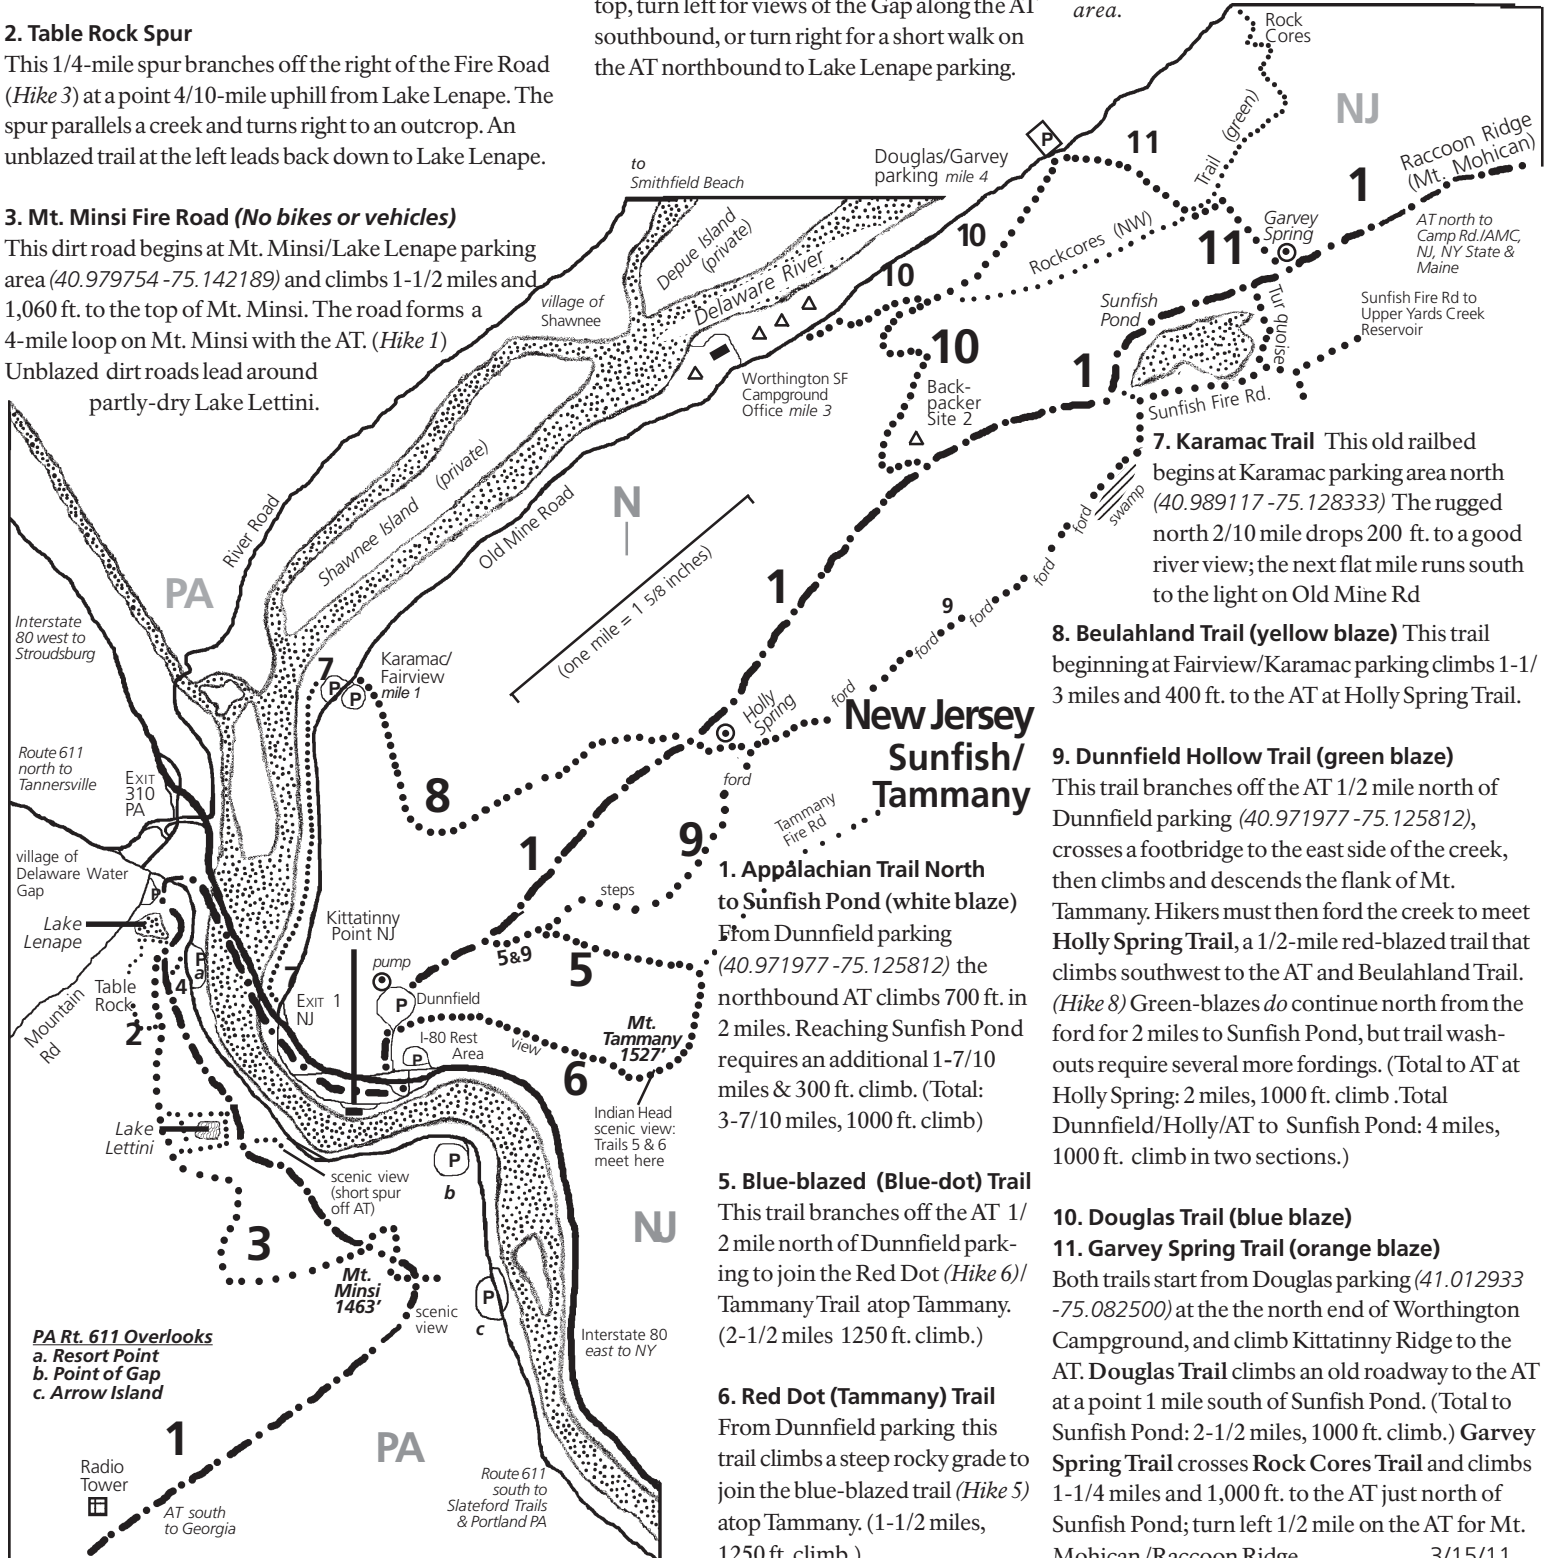 2. Table Rock Spur
This 1/4-mile spur branches off the right of the Fire Road
(Hike 3) at a point 4/10-mile uphill from Lake Lenape. The
spur parallels a creek and turns right to an outcrop. An
unblazed trail at the left leads back down to Lake Lenape.
3. Mt. Minsi Fire Road (No bikes or vehicles)
This dirt road begins at Mt. Minsi/Lake Lenape parking
area (40.979754 -75.142189) and climbs 1-1/2 miles and
1,060 ft. to the top of Mt. Minsi. The road forms a
4-mile loop on Mt. Minsi with the AT. (Hike 1)
Unblazed dirt roads lead around
partly-dry Lake Lettini.
top, turn left for views of the Gap along the AT
southbound, or turn right for a short walk on
the AT northbound to Lake Lenape parking.
area.
Rock
Cores
NJ
P
11
Trail (green)
Raccoon Ridge
(Mt. Mohican)
1
to
Smithfield Beach
Douglas/Garvey
parking mile 4
Depue Island
(private)
Delaware River
10
10
Rockcores (NW)
11
Garvey
Spring
AT north to
Camp Rd./AMC,
NJ, NY State &
Maine
village of
Shawnee
Sunfish
Pond
Turquoise
Sunfish Fire Rd to
Upper Yards Creek
Reservoir
10
1
Worthington SF
Campground
Office mile 3
Back-
packer
Site 2
Sunfish Fire Rd.
Shawnee Island (private)
River Road
Old Mine Road
N
PA
(one mile = 1 5/8 inches)
1
ford
swamp
ford
9
ford
ford
ford
7. Karamac Trail This old railbed
begins at Karamac parking area north
(40.989117 -75.128333) The rugged
north 2/10 mile drops 200 ft. to a good
river view; the next flat mile runs south
to the light on Old Mine Rd
Interstate
80 west to
Stroudsburg
7
P P
Karamac/
Fairview
mile 1
Holly
Spring
New Jersey
Sunfish/
Tammany
8. Beulahland Trail (yellow blaze) This trail
beginning at Fairview/Karamac parking climbs 1-1/
3 miles and 400 ft. to the AT at Holly Spring Trail.
Route 611
north to
Tannersville
EXIT
310
PA
8
ford
Tammany
Fire Rd
9
1
steps
village of
Delaware Water
Gap
P
Lake
Lenape
P
a
4
Table
Rock
2
Mountain
Rd
Kittatinny
Point NJ
pump
7
EXIT 1
NJ
P
Dunnfield
I-80 Rest
Area
P
5&9
5
view
6
Mt.
Tammany
1527'
Indian Head
scenic view:
Trails 5 & 6
meet here
9. Dunnfield Hollow Trail (green blaze)
This trail branches off the AT 1/2 mile north of
Dunnfield parking (40.971977 -75.125812),
crosses a footbridge to the east side of the creek,
then climbs and descends the flank of Mt.
Tammany. Hikers must then ford the creek to meet
Holly Spring Trail, a 1/2-mile red-blazed trail that
climbs southwest to the AT and Beulahland Trail.
(Hike 8) Green-blazes do continue north from the
ford for 2 miles to Sunfish Pond, but trail wash-
outs require several more fordings. (Total to AT at
Holly Spring: 2 miles, 1000 ft. climb .Total
Dunnfield/Holly/AT to Sunfish Pond: 4 miles,
1000 ft. climb in two sections.)
1. Appalachian Trail North
to Sunfish Pond (white blaze)
From Dunnfield parking
(40.971977 -75.125812) the
northbound AT climbs 700 ft. in
2 miles. Reaching Sunfish Pond
requires an additional 1-7/10
miles & 300 ft. climb. (Total:
3-7/10 miles, 1000 ft. climb)
Lake
Lettini
scenic view
(short spur
off AT)
P
b
3
NJ
Mt.
Minsi
1463'
scenic
view
P
c
Interstate 80
east to NY
5. Blue-blazed (Blue-dot) Trail
This trail branches off the AT 1/
2 mile north of Dunnfield park-
ing to join the Red Dot (Hike 6)/
Tammany Trail atop Tammany.
(2-1/2 miles 1250 ft. climb.)
6. Red Dot (Tammany) Trail
From Dunnfield parking this
trail climbs a steep rocky grade to
join the blue-blazed trail (Hike 5)
atop Tammany. (1-1/2 miles,
1250 ft. climb.)
10. Douglas Trail (blue blaze)
11. Garvey Spring Trail (orange blaze)
Both trails start from Douglas parking (41.012933
-75.082500) at the the north end of Worthington
Campground, and climb Kittatinny Ridge to the
AT. Douglas Trail climbs an old roadway to the AT
at a point 1 mile south of Sunfish Pond. (Total to
Sunfish Pond: 2-1/2 miles, 1000 ft. climb.) Garvey
Spring Trail crosses Rock Cores Trail and climbs
1-1/4 miles and 1,000 ft. to the AT just north of
Sunfish Pond; turn left 1/2 mile on the AT for Mt.
Mohican/Raccoon Ridge. 3/15/11
PA Rt. 611 Overlooks
a. Resort Point
b. Point of Gap
c. Arrow Island
1
PA
Radio
Tower
AT south
to Georgia
Route 611
south to
Slateford Trails
& Portland PA